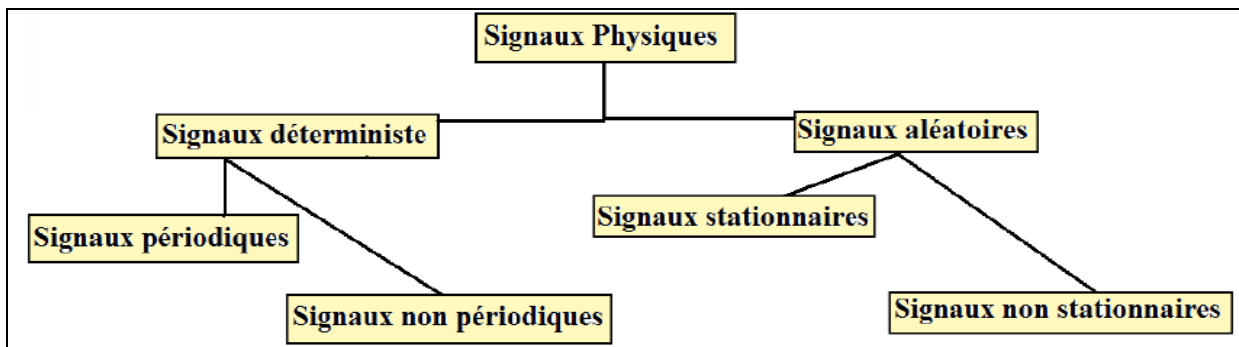 Signaux Physiques
Signaux déterministe
Signaux aléatoires
Signaux périodiques
Signaux stationnaires
Signaux non périodiques
Signaux non stationnaires